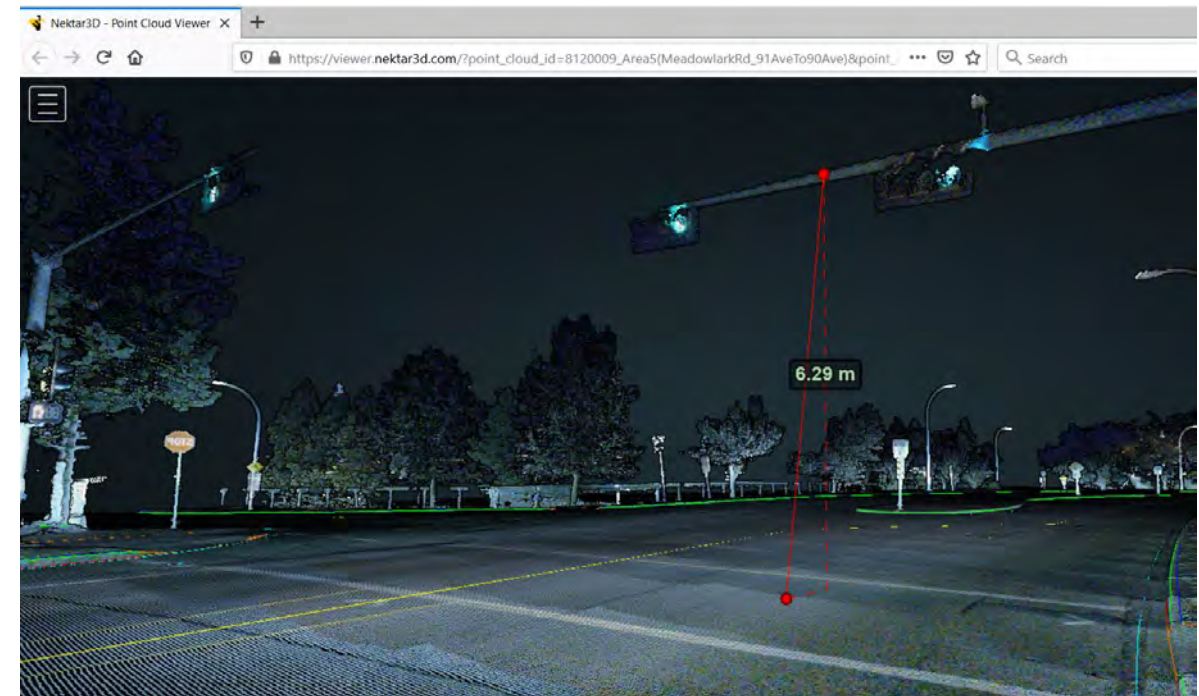 Nektar3D - Point Cloud Viewer
https://viewer.nektar3d.com/?point_cloud_id=8120009_Area5(MeadowlarkRd_91AveTo90Ave)&point_
Search
6.29 m
STOP